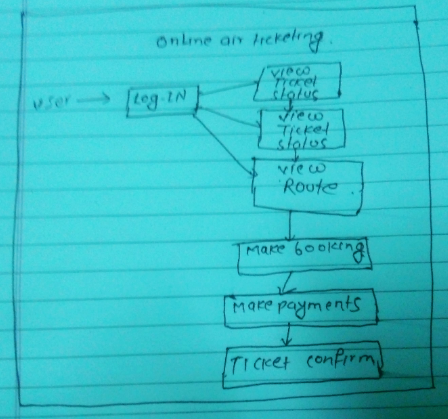 Online air ticketing.
user
Log-IN
View
Ticket
Status
View
Ticket
Status
View
Route
Make booking
Make payments
Ticket confirm